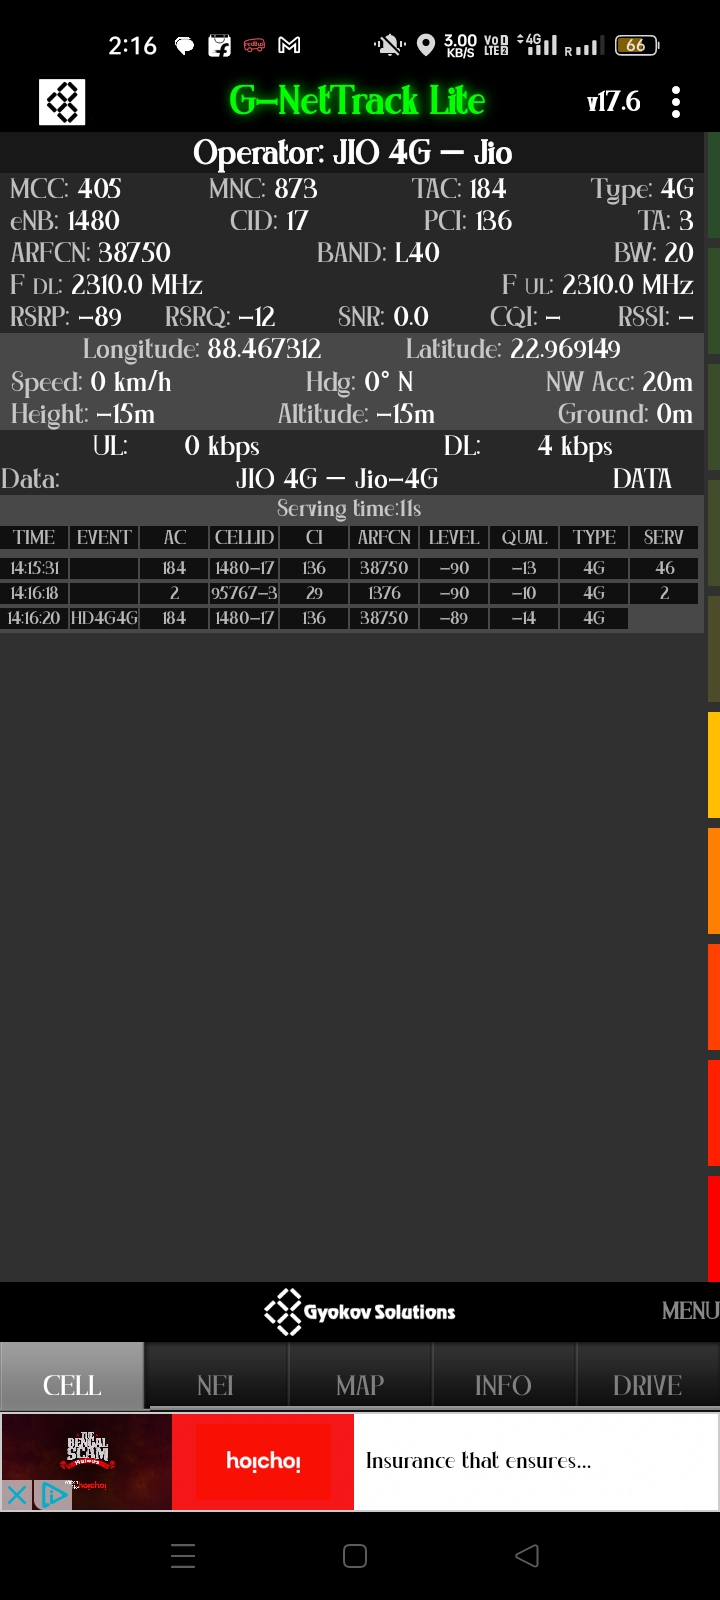 2:16 3.00 KB/S VoD LTE2 4G R 66
G-NetTrack Lite v17.6
Operator: JIO 4G – Jio
MCC: 405 MNC: 873 TAC: 184 Type: 4G
eNB: 1480 CID: 17 PCI: 136 TA: 3
ARFCN: 38750 BAND: L40 BW: 20
F DL: 2310.0 MHz F UL: 2310.0 MHz
RSRP: -89 RSRQ: -12 SNR: 0.0 CQI: - RSSI: -
Longitude: 88.467312 Latitude: 22.969149
Speed: 0 km/h Hdg: 0° N NW Acc: 20m
Height: -15m Altitude: -15m Ground: 0m
UL: 0 kbps DL: 4 kbps
Data: JIO 4G – Jio-4G DATA
Serving time:11s
TIME EVENT AC CELLID CI ARFCN LEVEL QUAL TYPE SERV
14:15:31 184 1480-17 136 38750 -90 -13 4G 46
14:16:18 2 95767-3 29 1376 -90 -10 4G 2
14:16:20 HD4G4G 184 1480-17 136 38750 -89 -14 4G
Gyokov Solutions MENU
CELL NEI MAP INFO DRIVE
THE BENGAL SCAM
hoichoi
hoichoi
Insurance that ensures...